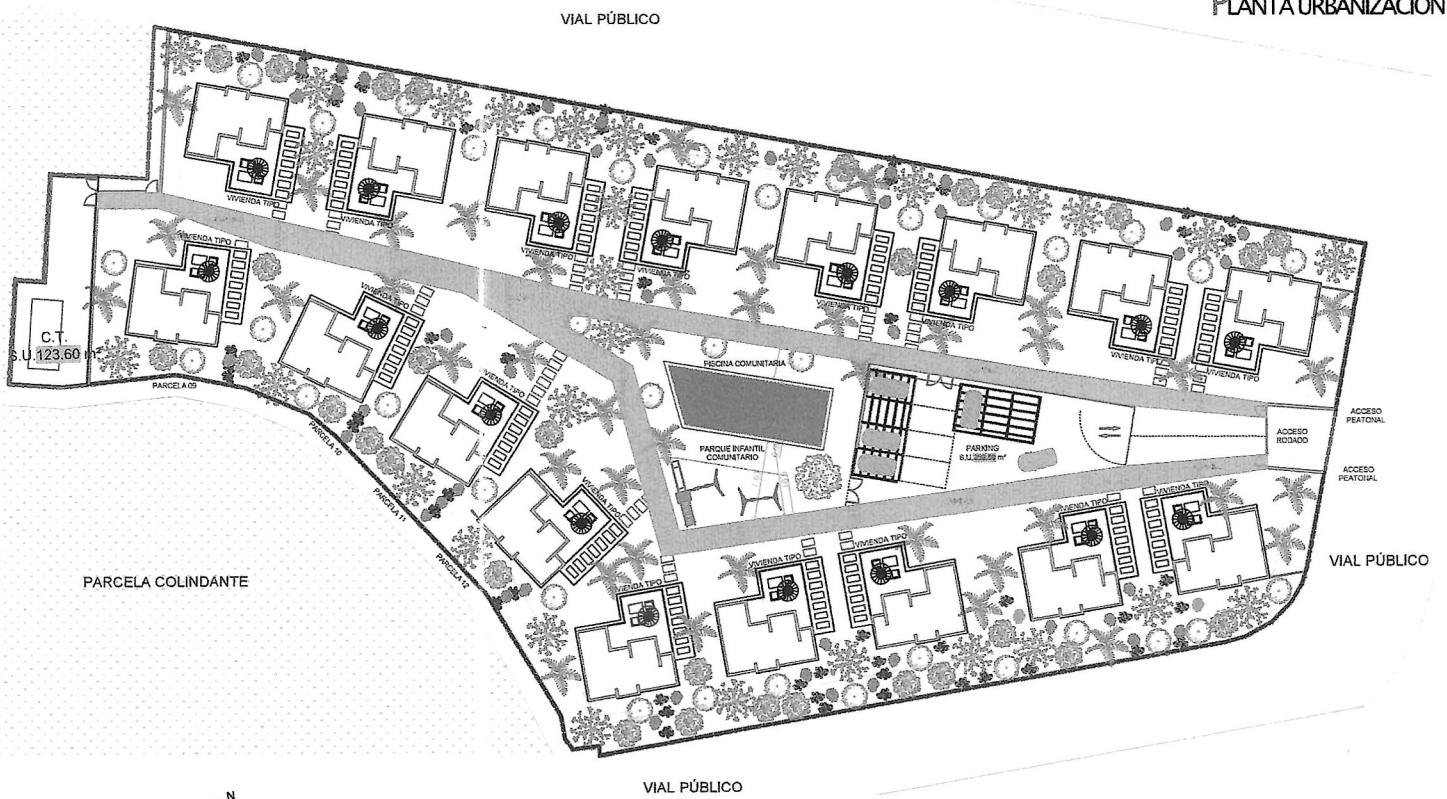 PLANTA URBANIZACIÓN
VIAL PÚBLICO
VIVIENDA TIPO
VIVIENDA TIPO
VIVIENDA TIPO
VIVIENDA TIPO
VIVIENDA TIPO
VIVIENDA TIPO
VIVIENDA TIPO
VIVIENDA TIPO
VIVIENDA TIPO
VIVIENDA TIPO
VIVIENDA TIPO
VIVIENDA TIPO
C.T.
S.U.123.60 m²
PARCELA 09
PARCELA 10
PARCELA 11
PARCELA 12
PISCINA COMUNITARIA
PARQUE INFANTIL
COMUNITARIO
PARKING
ACCESO
PEATONAL
ACCESO
RODADO
ACCESO
PEATONAL
VIVIENDA TIPO
VIVIENDA TIPO
VIVIENDA TIPO
VIVIENDA TIPO
VIVIENDA TIPO
VIAL PÚBLICO
PARCELA COLINDANTE
VIAL PÚBLICO
N